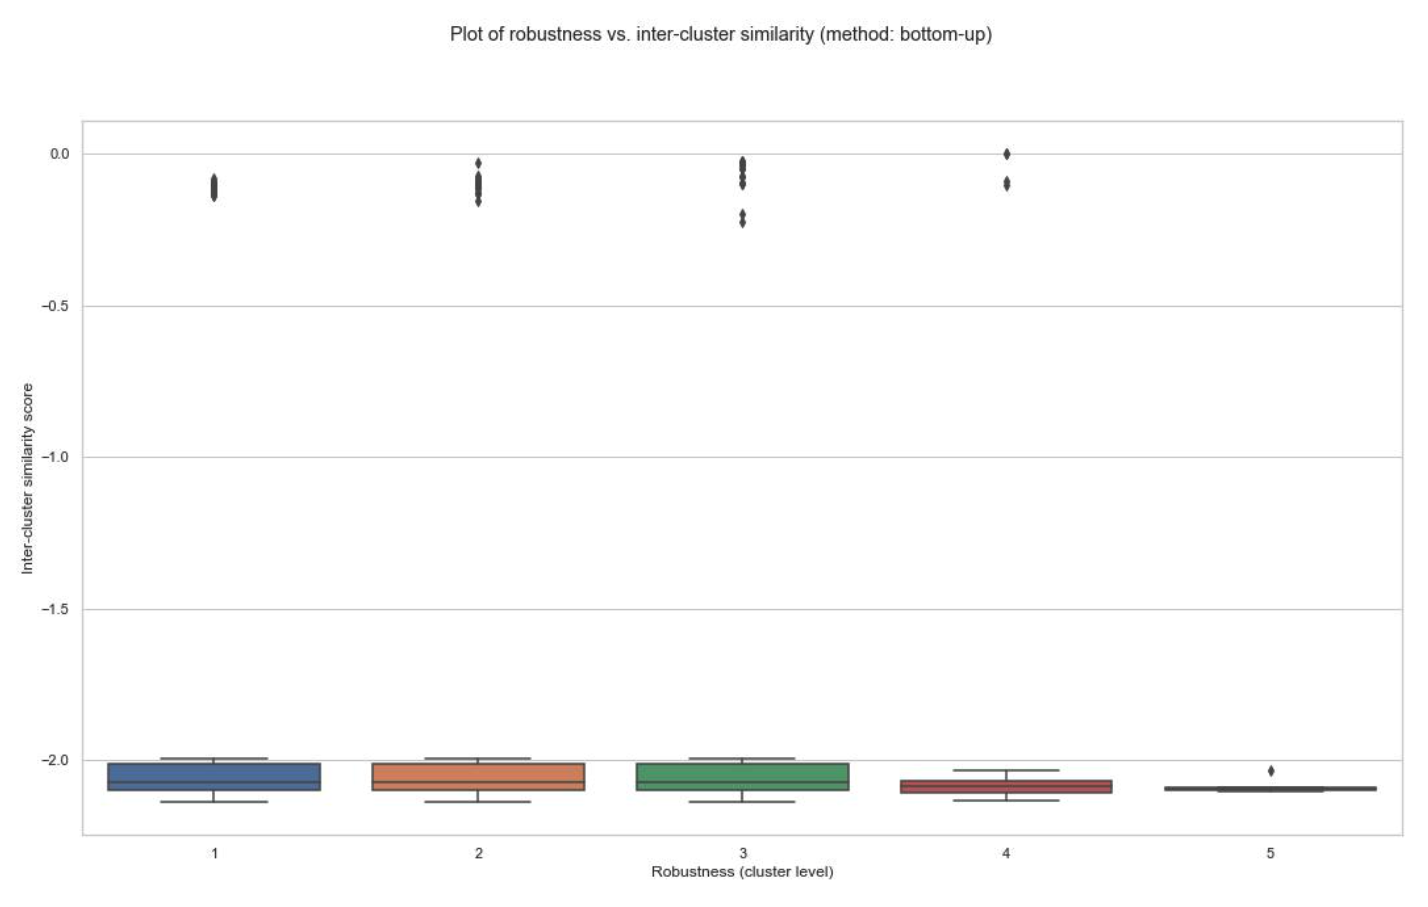 Plot of robustness vs. inter-cluster similarity (method: bottom-up)
0.0
−0.5
−1.0
−1.5
−2.0
Inter-cluster similarity score
1 2 3 4 5
Robustness (cluster level)